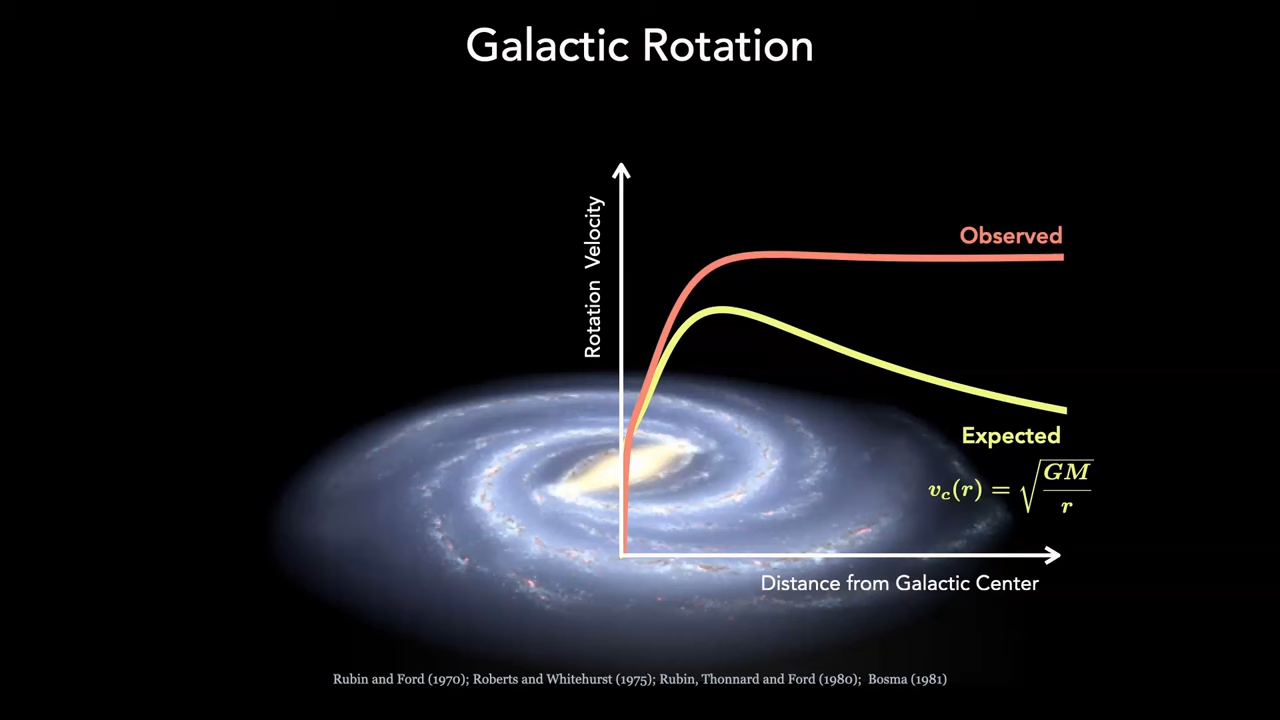 Galactic Rotation
Rotation Velocity
Observed
Expected
v_c(r) = √(GM/r)
Distance from Galactic Center
Rubin and Ford (1970); Roberts and Whitehurst (1975); Rubin, Thonnard and Ford (1980); Bosma (1981)